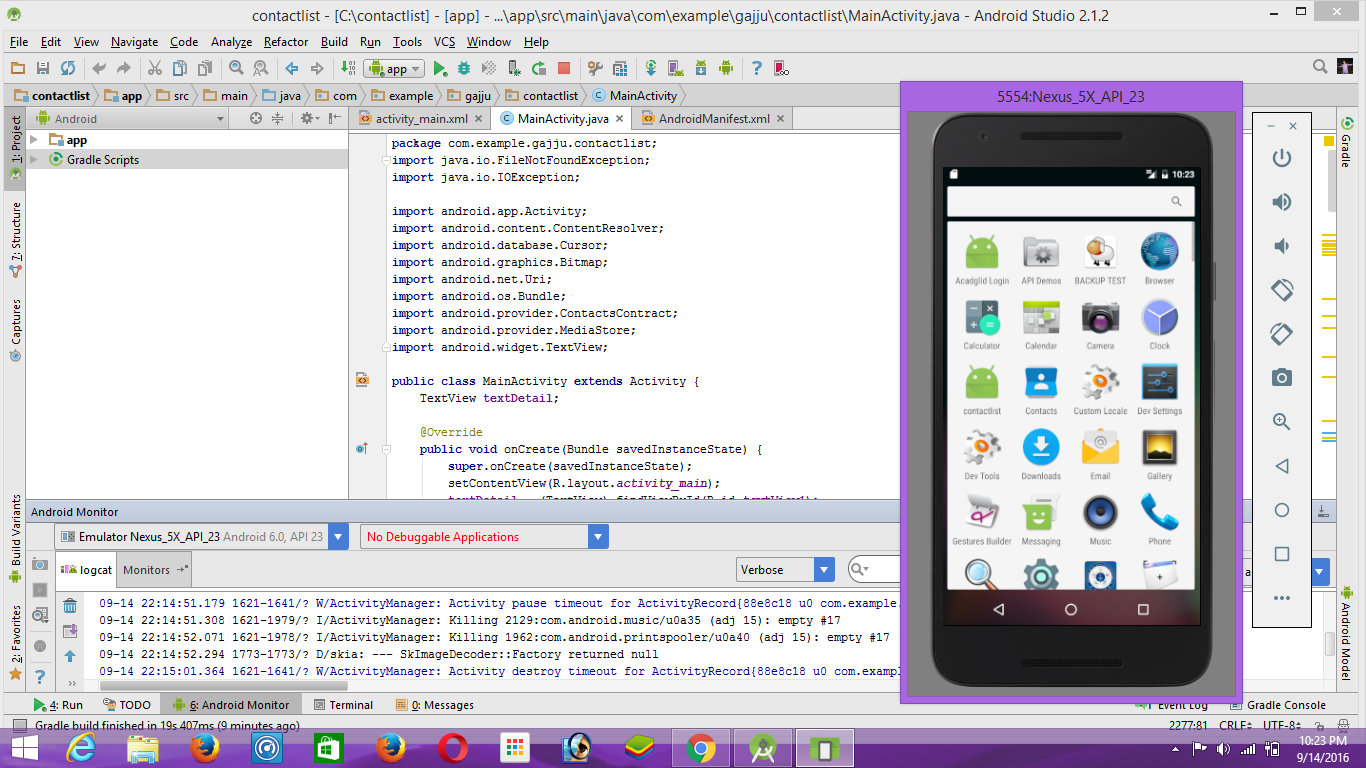 contactlist - [C:\contactlist] - [app] - ...\app\src\main\java\com\example\gajju\contactlist\MainActivity.java - Android Studio 2.1.2
File Edit View Navigate Code Analyze Refactor Build Run Tools VCS Window Help
app
contactlist app src main java com example gajju contactlist MainActivity
Android
activity_main.xml MainActivity.java AndroidManifest.xml
1: Project
7: Structure
Captures
Build Variants
2: Favorites
app
Gradle Scripts
package com.example.gajju.contactlist;
import java.io.FileNotFoundException;
import java.io.IOException;
import android.app.Activity;
import android.content.ContentResolver;
import android.database.Cursor;
import android.graphics.Bitmap;
import android.net.Uri;
import android.os.Bundle;
import android.provider.ContactsContract;
import android.provider.MediaStore;
import android.widget.TextView;
public class MainActivity extends Activity {
TextView textDetail;
@Override
public void onCreate(Bundle savedInstanceState) {
super.onCreate(savedInstanceState);
setContentView(R.layout.activity_main);
5554:Nexus_5X_API_23
10:23
Acadglid Login API Demos BACKUP TEST Browser
Calculator Calendar Camera Clock
contactlist Contacts Custom Locale Dev Settings
Dev Tools Downloads Email Gallery
Gestures Builder Messaging Music Phone
Gradle
Android Model
Android Monitor
Emulator Nexus_5X_API_23 Android 6.0, API 23
No Debuggable Applications
logcat Monitors
Verbose
09-14 22:14:51.179 1621-1641/? W/ActivityManager: Activity pause timeout for ActivityRecord{88e8c18 u0 com.example.
09-14 22:14:51.308 1621-1979/? I/ActivityManager: Killing 2129:com.android.music/u0a35 (adj 15): empty #17
09-14 22:14:52.071 1621-1978/? I/ActivityManager: Killing 1962:com.android.printspooler/u0a40 (adj 15): empty #17
09-14 22:14:52.294 1773-1773/? D/skia: --- SkImageDecoder::Factory returned null
09-14 22:15:01.364 1621-1641/? W/ActivityManager: Activity destroy timeout for ActivityRecord{88e8c18 u0 com.exampl
4: Run TODO 6: Android Monitor Terminal 0: Messages Event Log Gradle Console
Gradle build finished in 19s 407ms (9 minutes ago) 2277:81 CRLF UTF-8
10:23 PM
9/14/2016